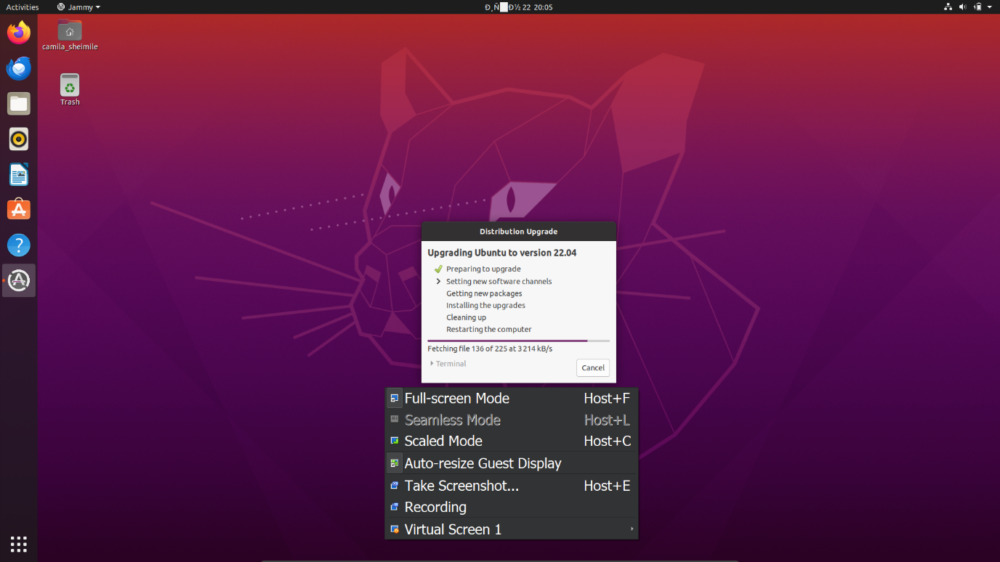 Activities
Jammy
22 20:05
camila_sheimile
Trash
Distribution Upgrade
Upgrading Ubuntu to version 22.04
Preparing to upgrade
Setting new software channels
Getting new packages
Installing the upgrades
Cleaning up
Restarting the computer
Fetching file 136 of 225 at 3 214 kB/s
Terminal
Cancel
Full-screen Mode Host+F
Seamless Mode Host+L
Scaled Mode Host+C
Auto-resize Guest Display
Take Screenshot... Host+E
Recording
Virtual Screen 1